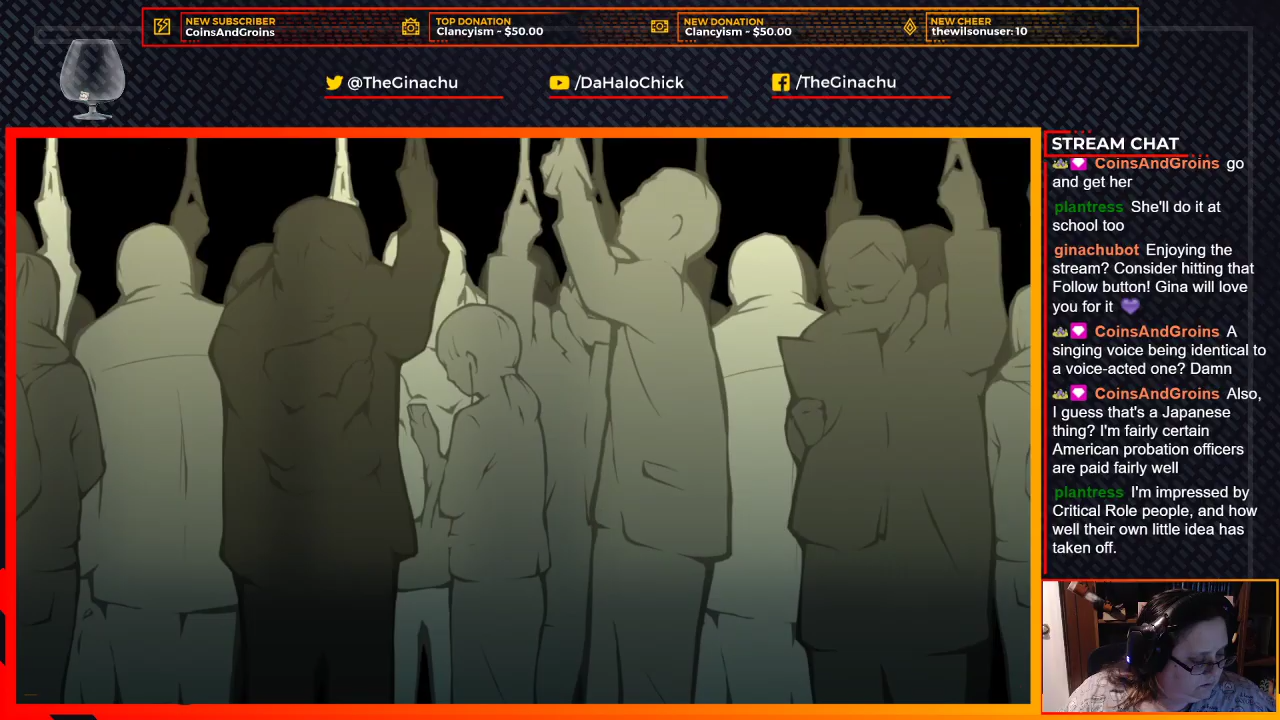 NEW SUBSCRIBER
CoinsAndGroins
TOP DONATION
Clancyism - $50.00
NEW DONATION
Clancyism - $50.00
NEW CHEER
thewilsonuser: 10
@TheGinachu
/DaHaloChick
/TheGinachu
STREAM CHAT
CoinsAndGroins go
and get her
plantress She'll do it at
school too
ginachubot Enjoying the
stream? Consider hitting that
Follow button! Gina will love
you for it 💜
CoinsAndGroins A
singing voice being identical to
a voice-acted one? Damn
CoinsAndGroins Also,
I guess that's a Japanese
thing? I'm fairly certain
American probation officers
are paid fairly well
plantress I'm impressed by
Critical Role people, and how
well their own little idea has
taken off.